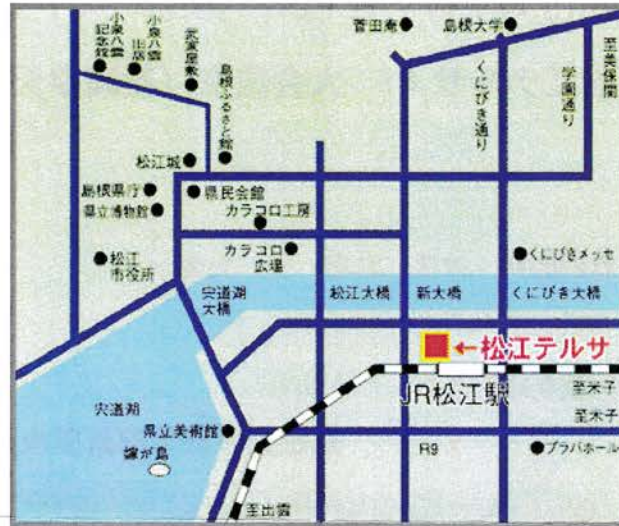 菅田庵
島根大学
小泉八雲
記念館
小泉八雲
旧居
武家屋敷
島根ふるさと館
くにびき通り
学園通り
至美保関
松江城
島根県庁
県立博物館
県民会館
カラコロ工房
松江
市役所
カラコロ
広場
くにびきメッセ
宍道湖
大橋
松江大橋
新大橋
くにびき大橋
←松江テルサ
JR松江駅
至米子
至米子
宍道湖
県立美術館
嫁が島
R9
プラバホール
至出雲